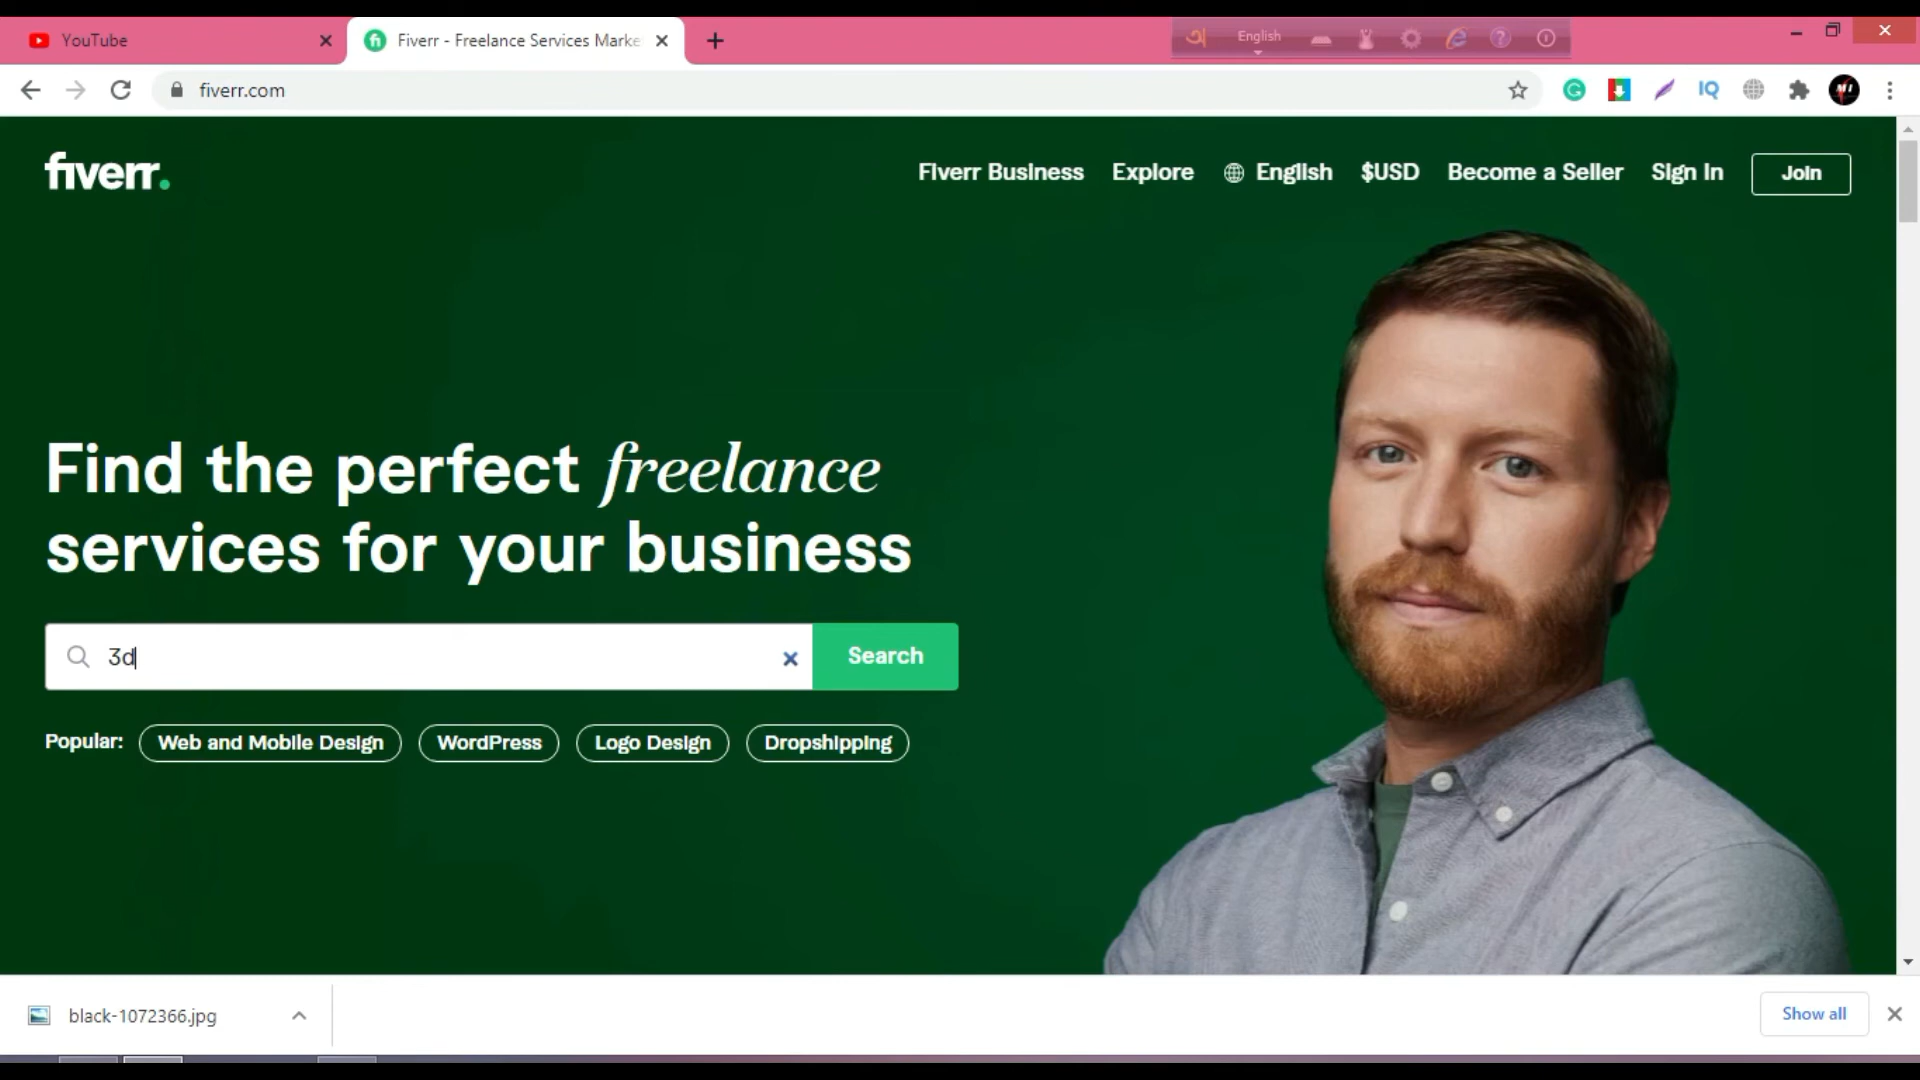 YouTube
Fiverr - Freelance Services Marke
অ English
fiverr.com
IQ
fiverr.
Fiverr Business Explore English $USD Become a Seller Sign In Join
Find the perfect freelance
services for your business
3d
Search
Popular: Web and Mobile Design WordPress Logo Design Dropshipping
black-1072366.jpg
Show all